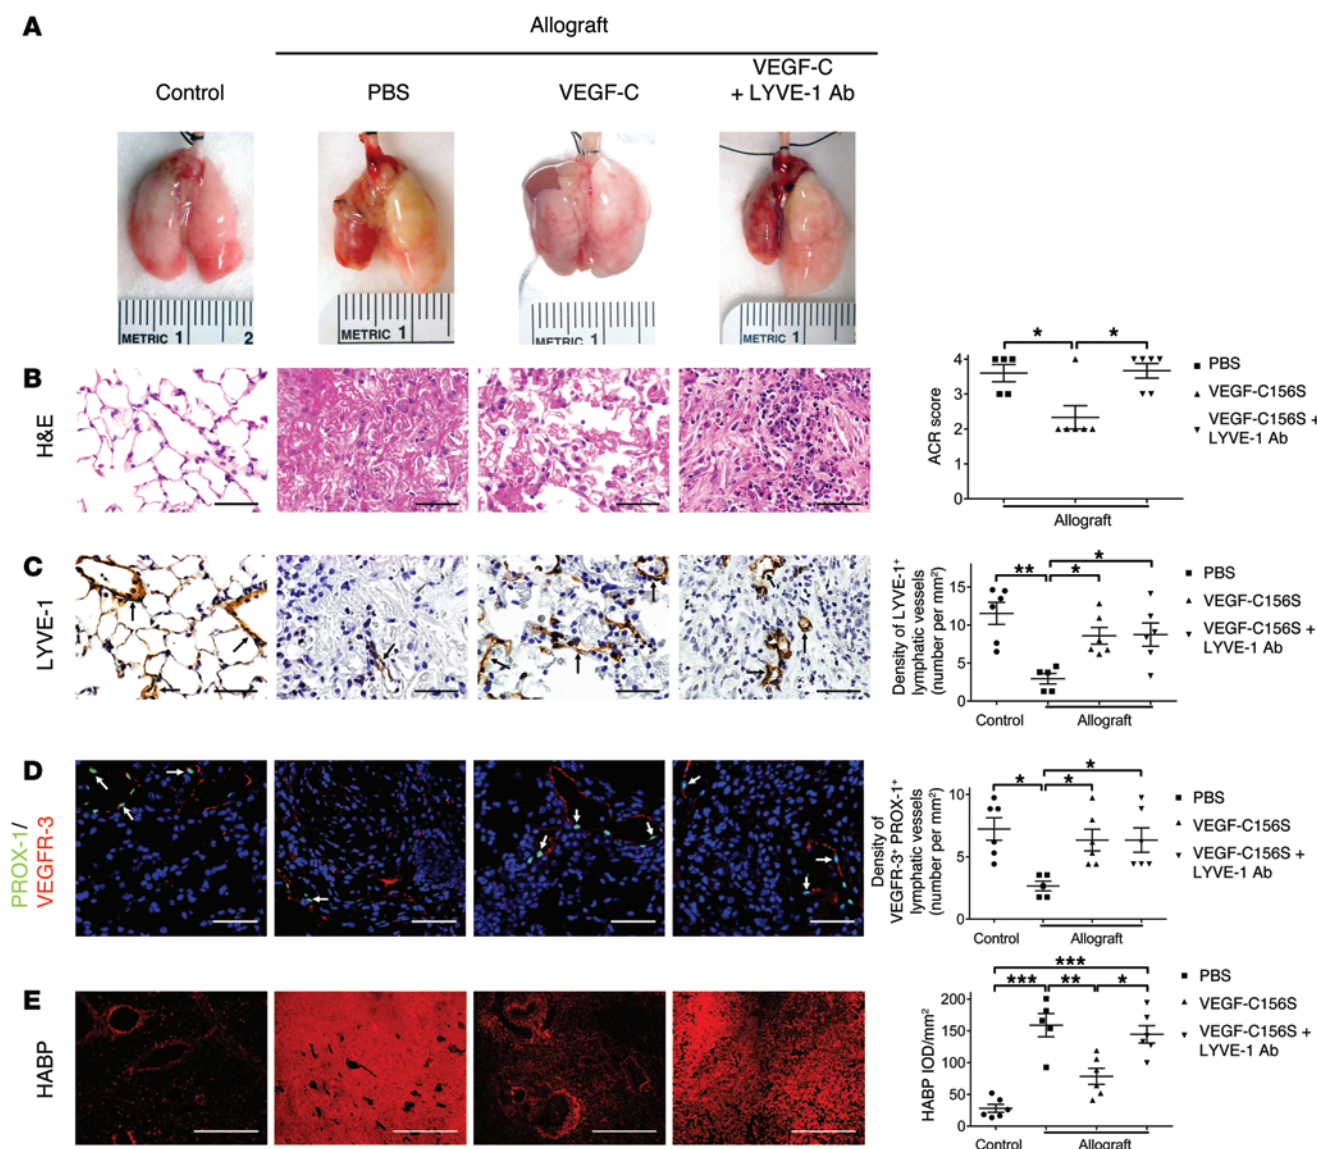 A
Allograft
Control
PBS
VEGF-C
VEGF-C
+ LYVE-1 Ab
METRIC 1 2
METRIC 1
METRIC 1
METRIC 1
B
H&E
ACR score
4
3
2
1
0
*
*
Allograft
PBS
VEGF-C156S
VEGF-C156S +
LYVE-1 Ab
C
LYVE-1
Density of LYVE-1+
lymphatic vessels
(number per mm²)
15
10
5
0
**
*
*
Control
Allograft
PBS
VEGF-C156S
VEGF-C156S +
LYVE-1 Ab
D
PROX-1/
VEGFR-3
Density of
VEGFR-3+ PROX-1+
lymphatic vessels
(number per mm²)
10
5
0
*
*
*
Control
Allograft
PBS
VEGF-C156S
VEGF-C156S +
LYVE-1 Ab
E
HABP
HABP IOD/mm²
200
150
100
50
0
***
***
**
*
Control
Allograft
PBS
VEGF-C156S
VEGF-C156S +
LYVE-1 Ab